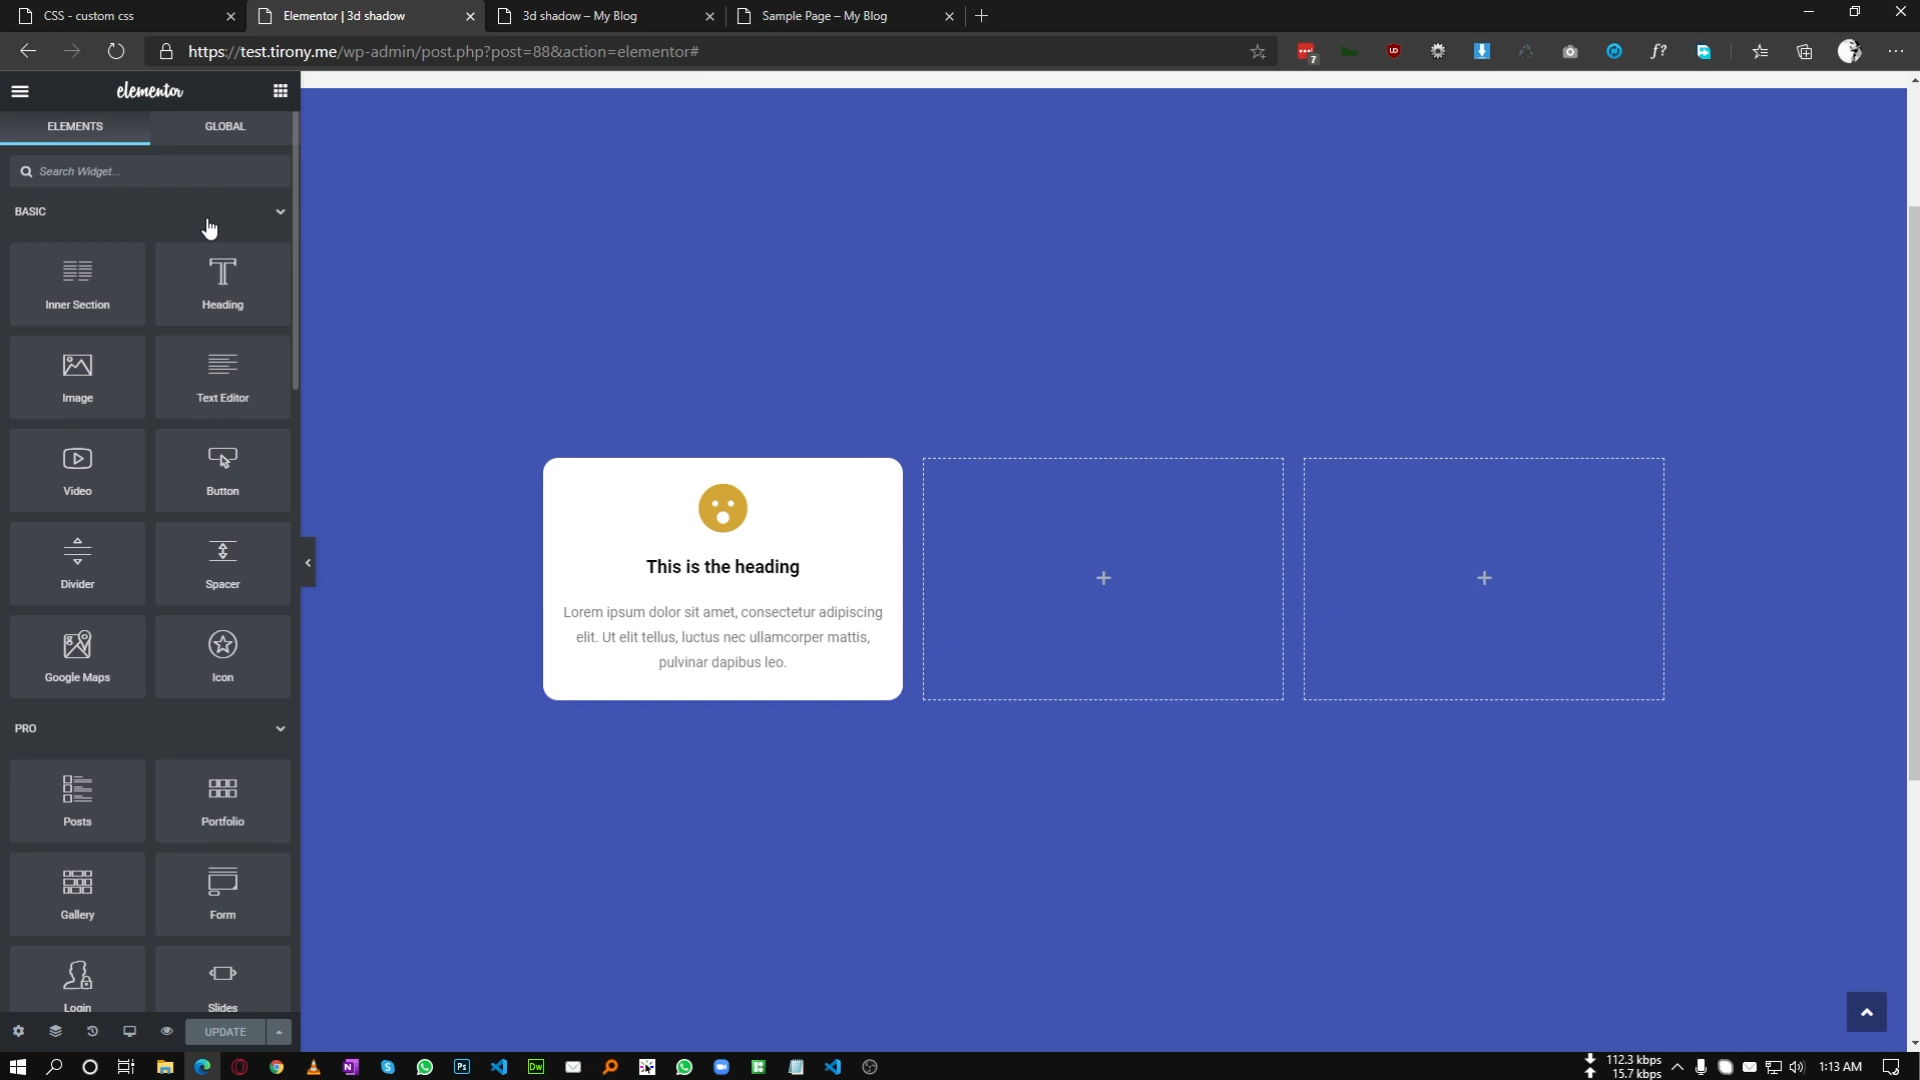 CSS - custom css
Elementor | 3d shadow
3d shadow – My Blog
Sample Page – My Blog
https://test.tirony.me/wp-admin/post.php?post=88&action=elementor#
7
f?
elementor
ELEMENTS
GLOBAL
Search Widget...
BASIC
Inner Section
Heading
Image
Text Editor
Video
Button
Divider
Spacer
Google Maps
Icon
PRO
Posts
Portfolio
Gallery
Form
Login
Slides
UPDATE
This is the heading
Lorem ipsum dolor sit amet, consectetur adipiscing
elit. Ut elit tellus, luctus nec ullamcorper mattis,
pulvinar dapibus leo.
Ps
Dw
112.3 kbps
15.7 kbps
1:13 AM